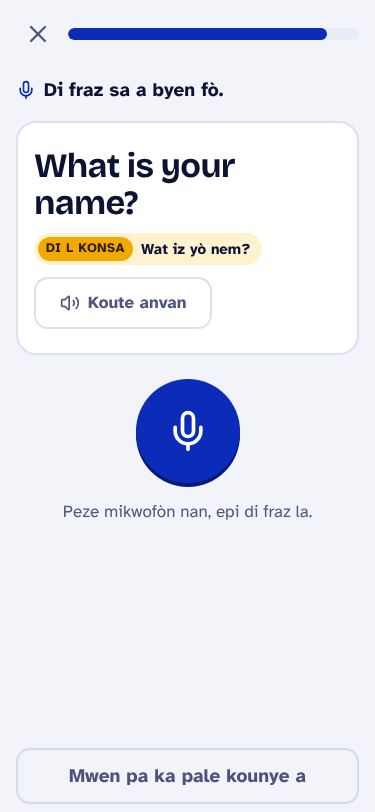 Di fraz sa a byen fò.
What is your
name?
DI L KONSA Wat iz yò nem?
Koute anvan
Peze mikwofòn nan, epi di fraz la.
Mwen pa ka pale kounye a